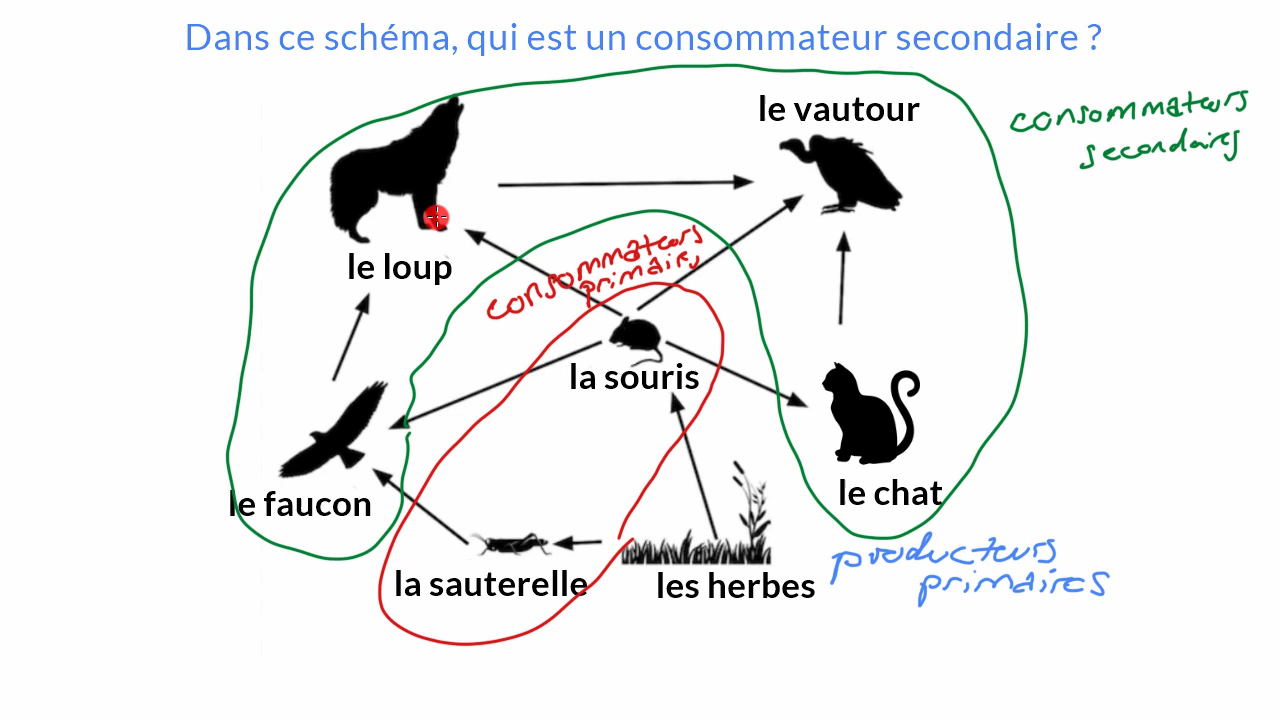 Dans ce schéma, qui est un consommateur secondaire ?
le vautour
consommateurs
secondaires
le loup
consommateurs
primaires
la souris
le chat
le faucon
la sauterelle
les herbes
producteurs
primaires